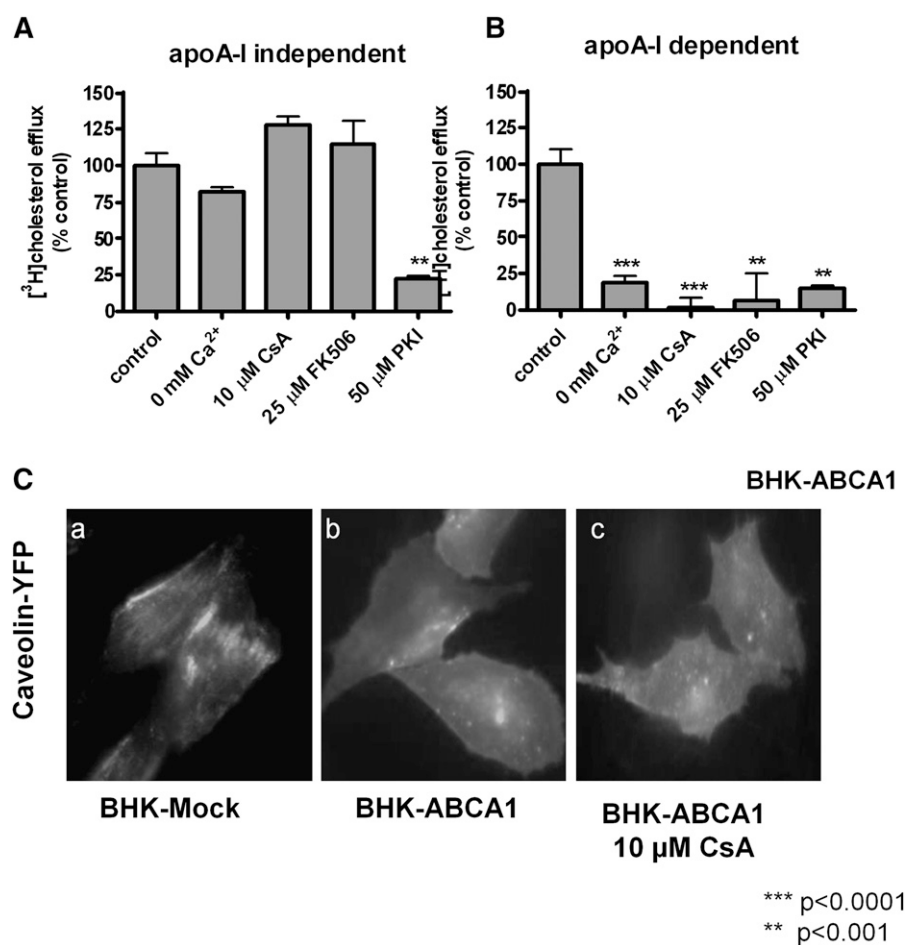 A
apoA-I independent
[³H]cholesterol efflux
(% control)
150
125
100
75
50
25
0
**
control
0 mM Ca²⁺
10 µM CsA
25 µM FK506
50 µM PKI
B
apoA-I dependent
]cholesterol efflux
(% control)
150
125
100
75
50
25
0
***
***
**
**
control
0 mM Ca²⁺
10 µM CsA
25 µM FK506
50 µM PKI
C
BHK-ABCA1
Caveolin-YFP
a
b
c
BHK-Mock
BHK-ABCA1
BHK-ABCA1
10 µM CsA
*** p<0.0001
** p<0.001